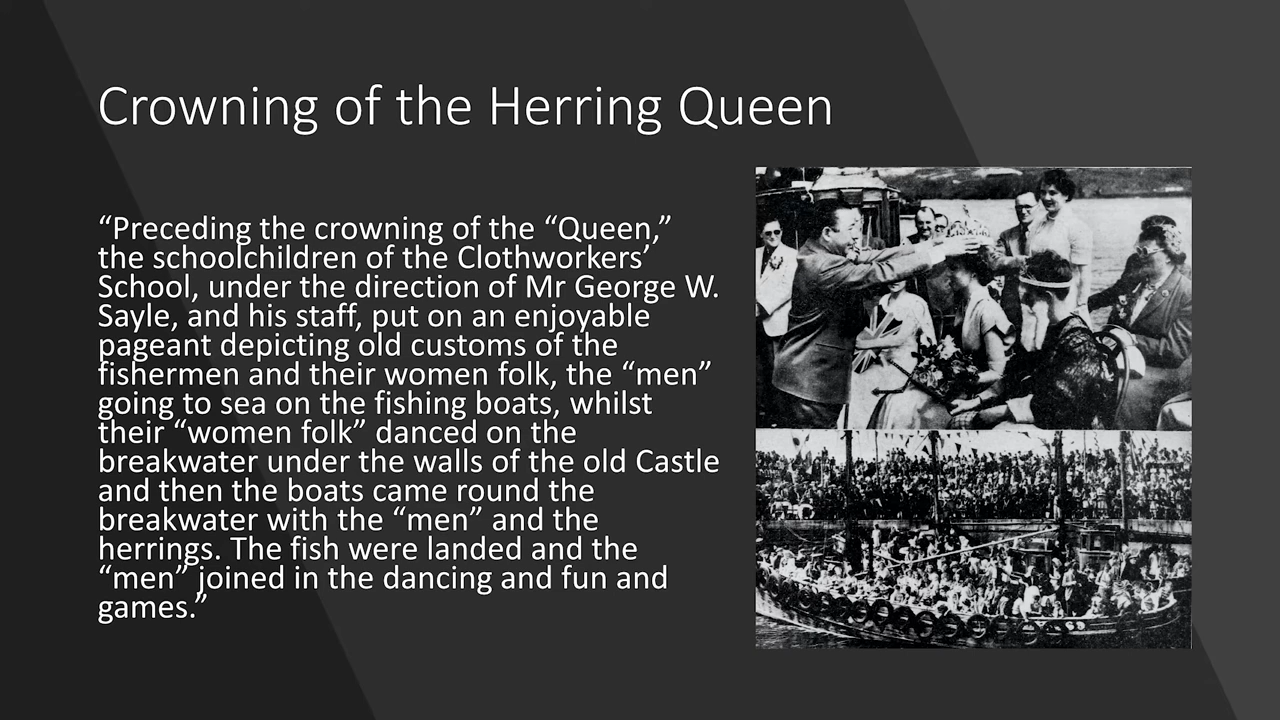 Crowning of the Herring Queen
“Preceding the crowning of the “Queen,”
the schoolchildren of the Clothworkers’
School, under the direction of Mr George W.
Sayle, and his staff, put on an enjoyable
pageant depicting old customs of the
fishermen and their women folk, the “men”
going to sea on the fishing boats, whilst
their “women folk” danced on the
breakwater under the walls of the old Castle
and then the boats came round the
breakwater with the “men” and the
herrings. The fish were landed and the
“men” joined in the dancing and fun and
games.”